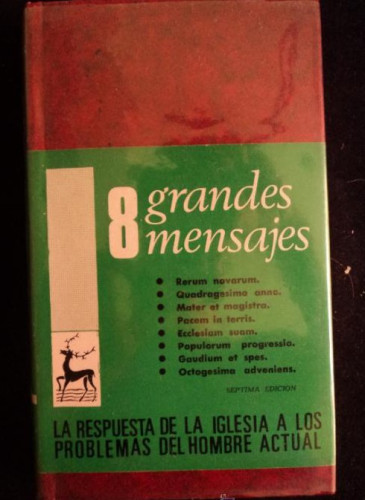 8 grandes
mensajes
• Rerum novarum.
• Quadragesimo anno.
• Mater et magistra.
• Pacem in terris.
• Ecclesiam suam.
• Populorum progressio.
• Gaudium et spes.
• Octogesima adveniens.
SEPTIMA EDICION
LA RESPUESTA DE LA IGLESIA A LOS
PROBLEMAS DEL HOMBRE ACTUAL